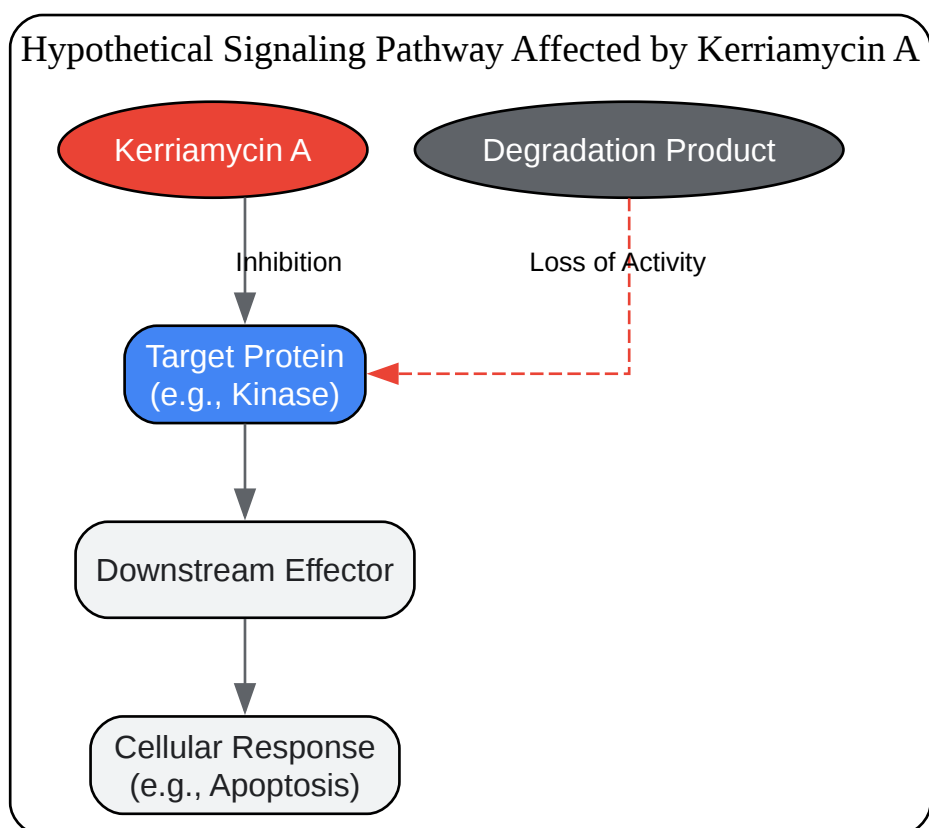 Hypothetical Signaling Pathway Affected by Kerriamycin A
Kerriamycin A
Degradation Product
Inhibition
Loss of Activity
Target Protein
(e.g., Kinase)
Downstream Effector
Cellular Response
(e.g., Apoptosis)